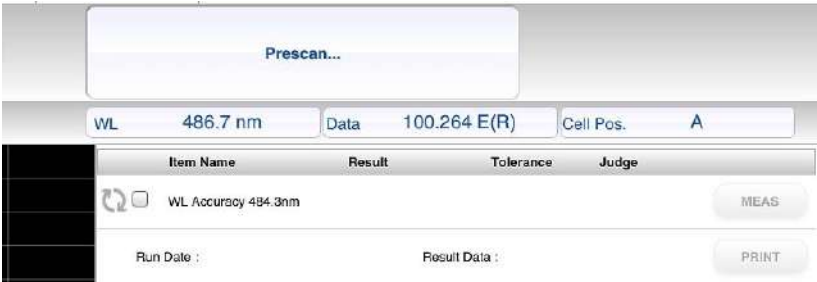 Prescan...
WL 486.7 nm Data 100.264 E(R) Cell Pos. A
Item Name Result Tolerance Judge
WL Accuracy 484.3nm MEAS
Run Date : Result Data : PRINT